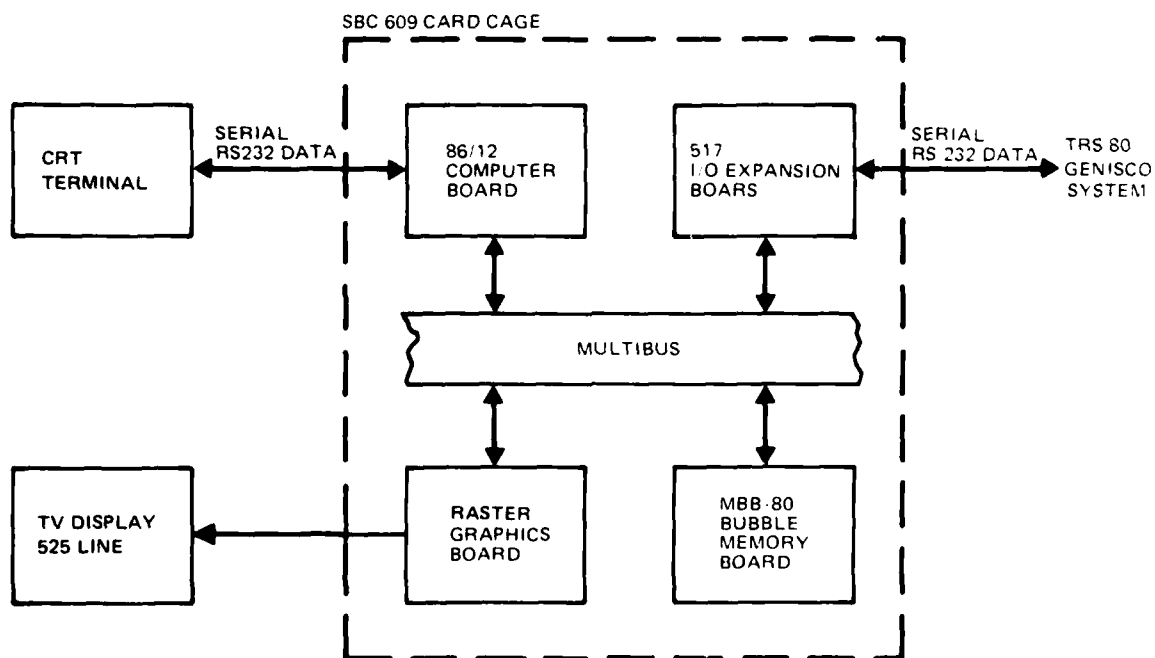 SBC 609 CARD CAGE
CRT
TERMINAL
SERIAL
RS232 DATA
86/12
COMPUTER
BOARD
517
I/O EXPANSION
BOARS
SERIAL
RS 232 DATA
TRS 80
GENISCO
SYSTEM
MULTIBUS
TV DISPLAY
525 LINE
RASTER
GRAPHICS
BOARD
MBB-80
BUBBLE
MEMORY
BOARD